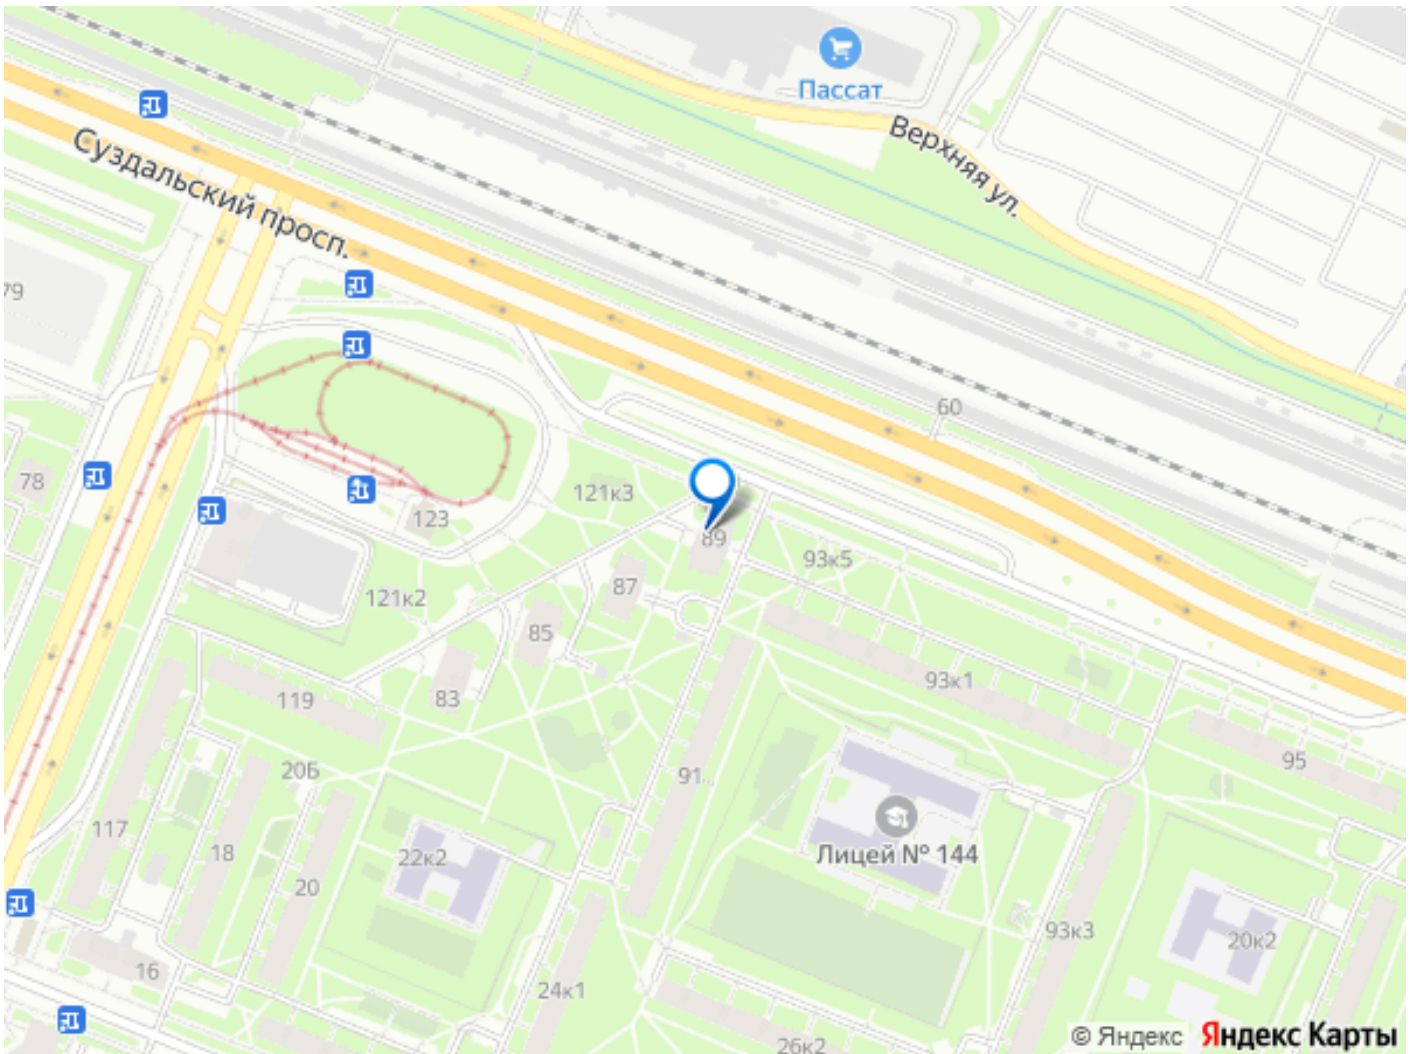 Пассат
Верхняя ул.
Суздальский просп.
79
60
78
121к3
123
89
93к5
87
121к2
85
83
93к1
119
95
91...
20Б
117
Лицей № 144
18
22к2
20
93к3
20к2
16
24к1
26к2
© Яндекс Яндекс Карты